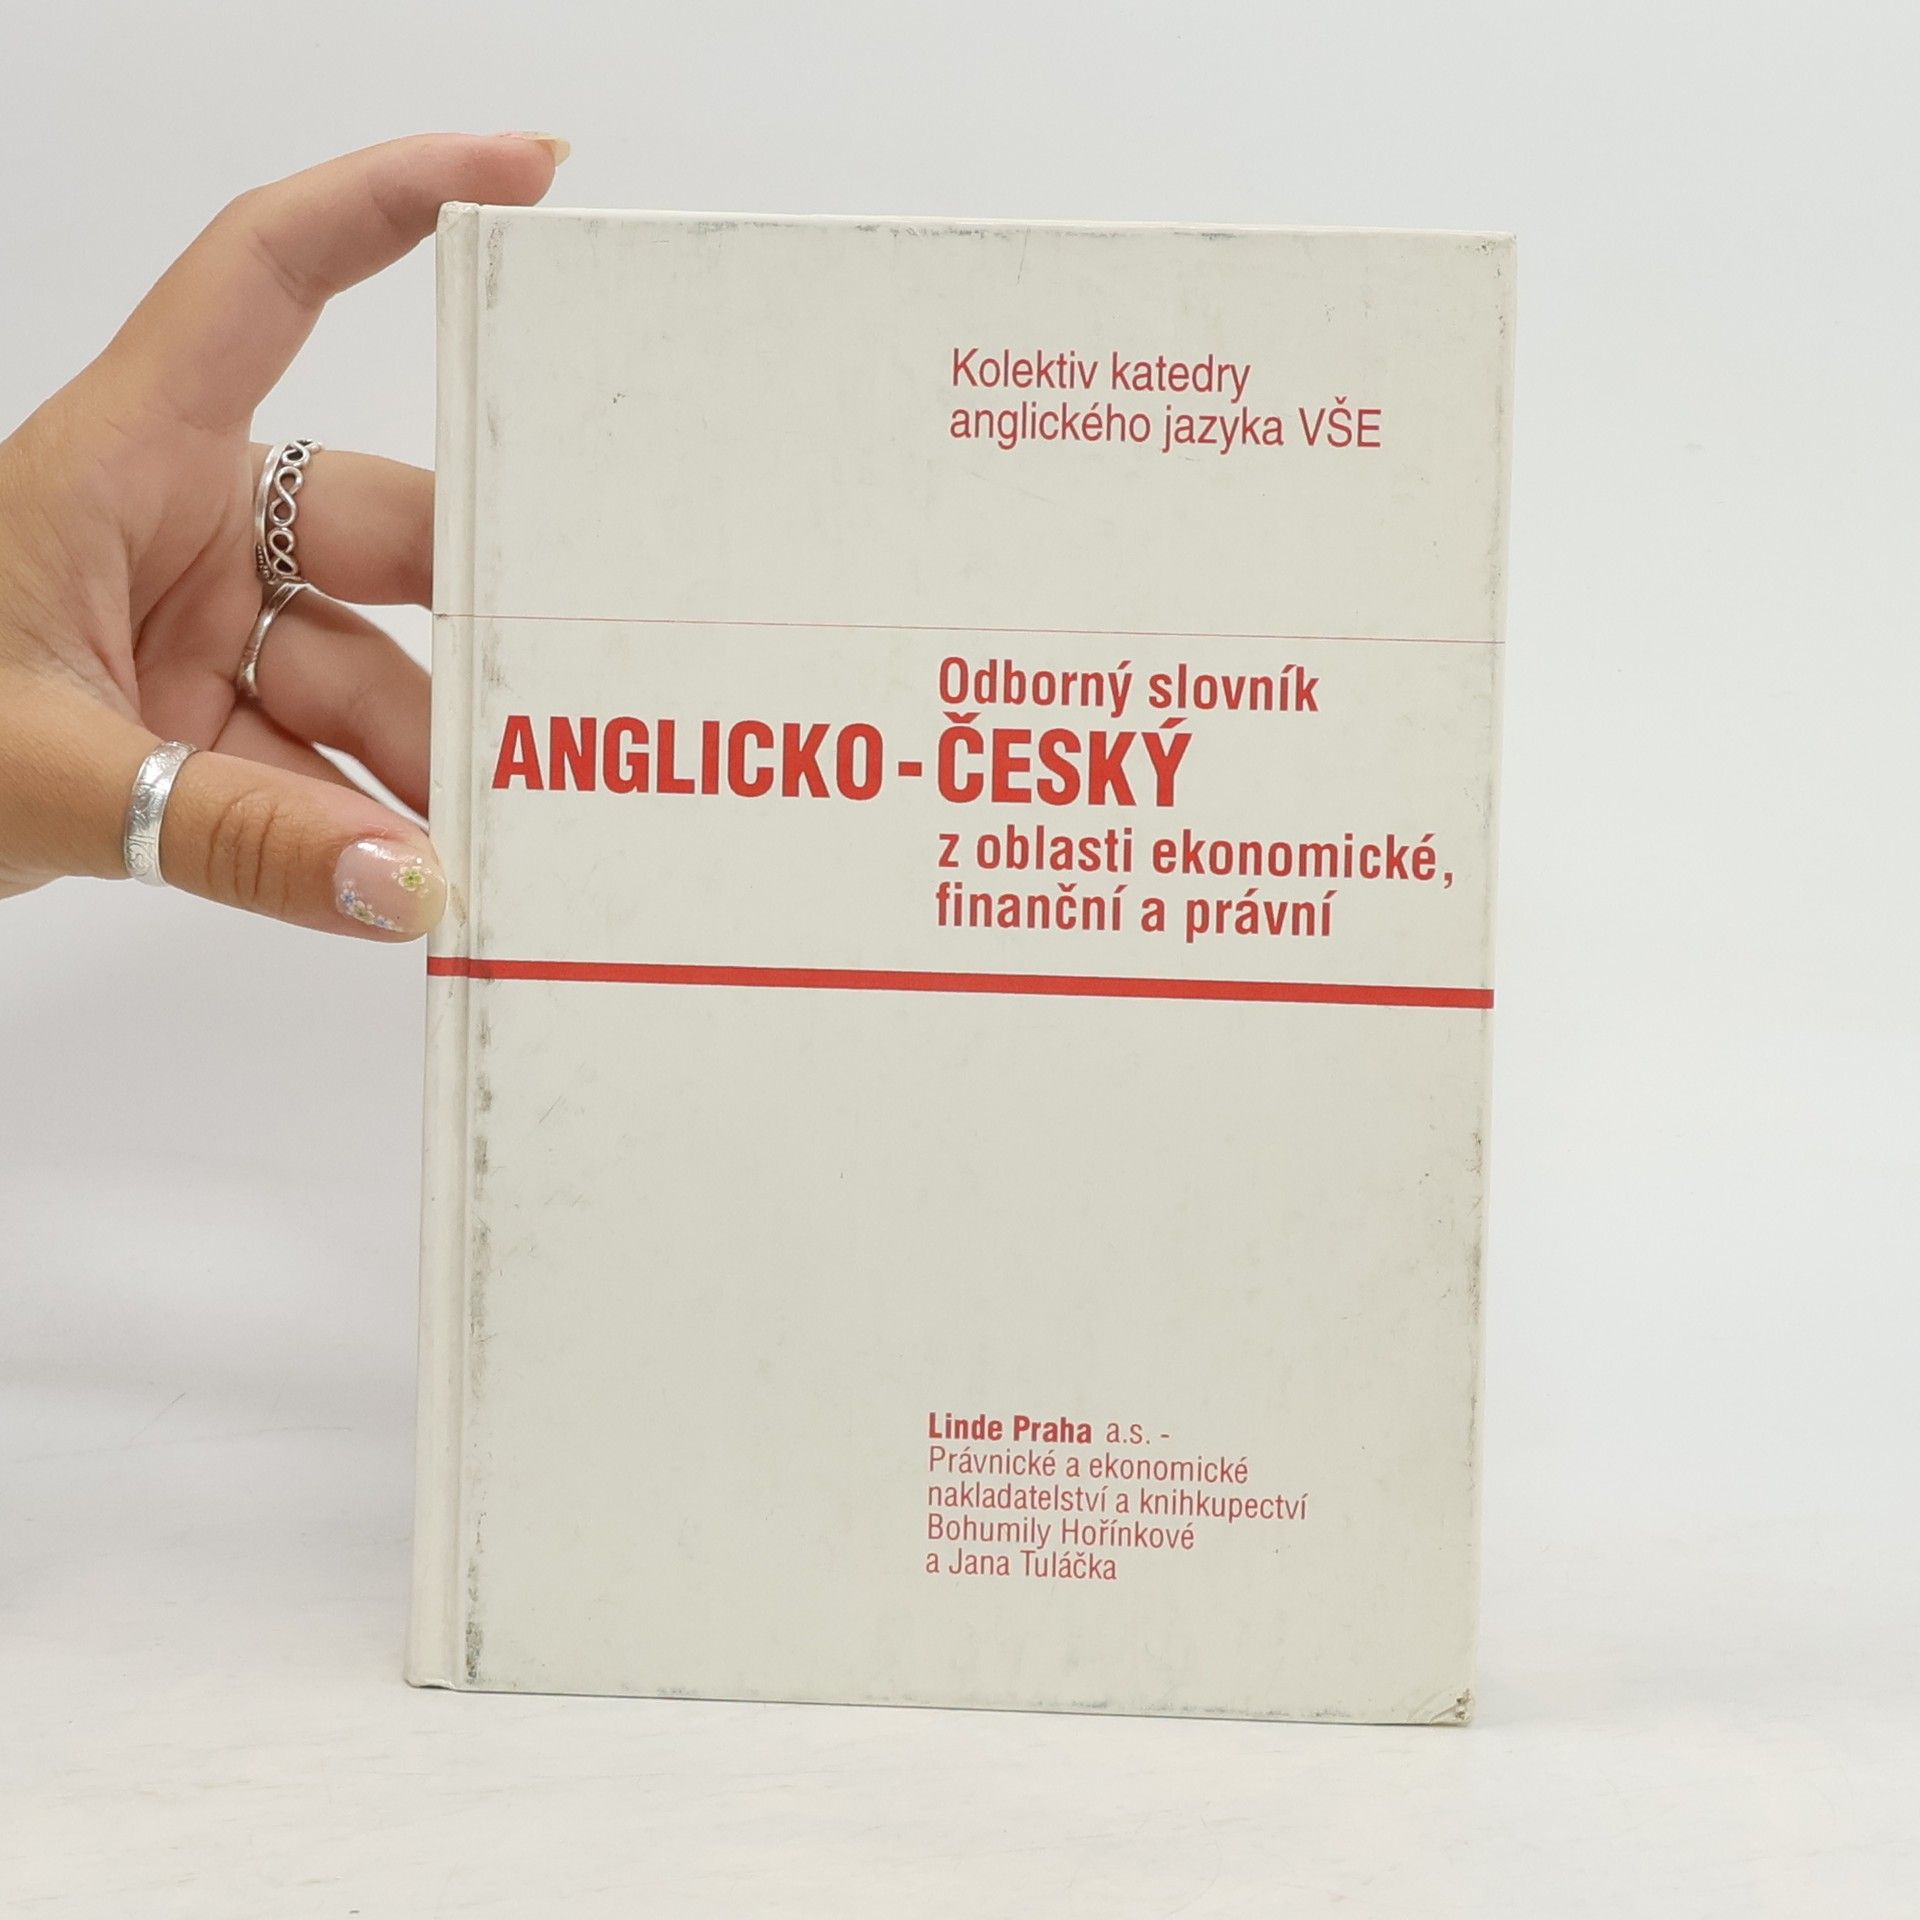 Kolektiv katedry
anglického jazyka VŠE
Odborný slovník
ANGLICKO-ČESKÝ
z oblasti ekonomické,
finanční a právní
Linde Praha a.s. -
Právnické a ekonomické
nakladatelství a knihkupectví
Bohumily Hořínkové
a Jana Tuláčka